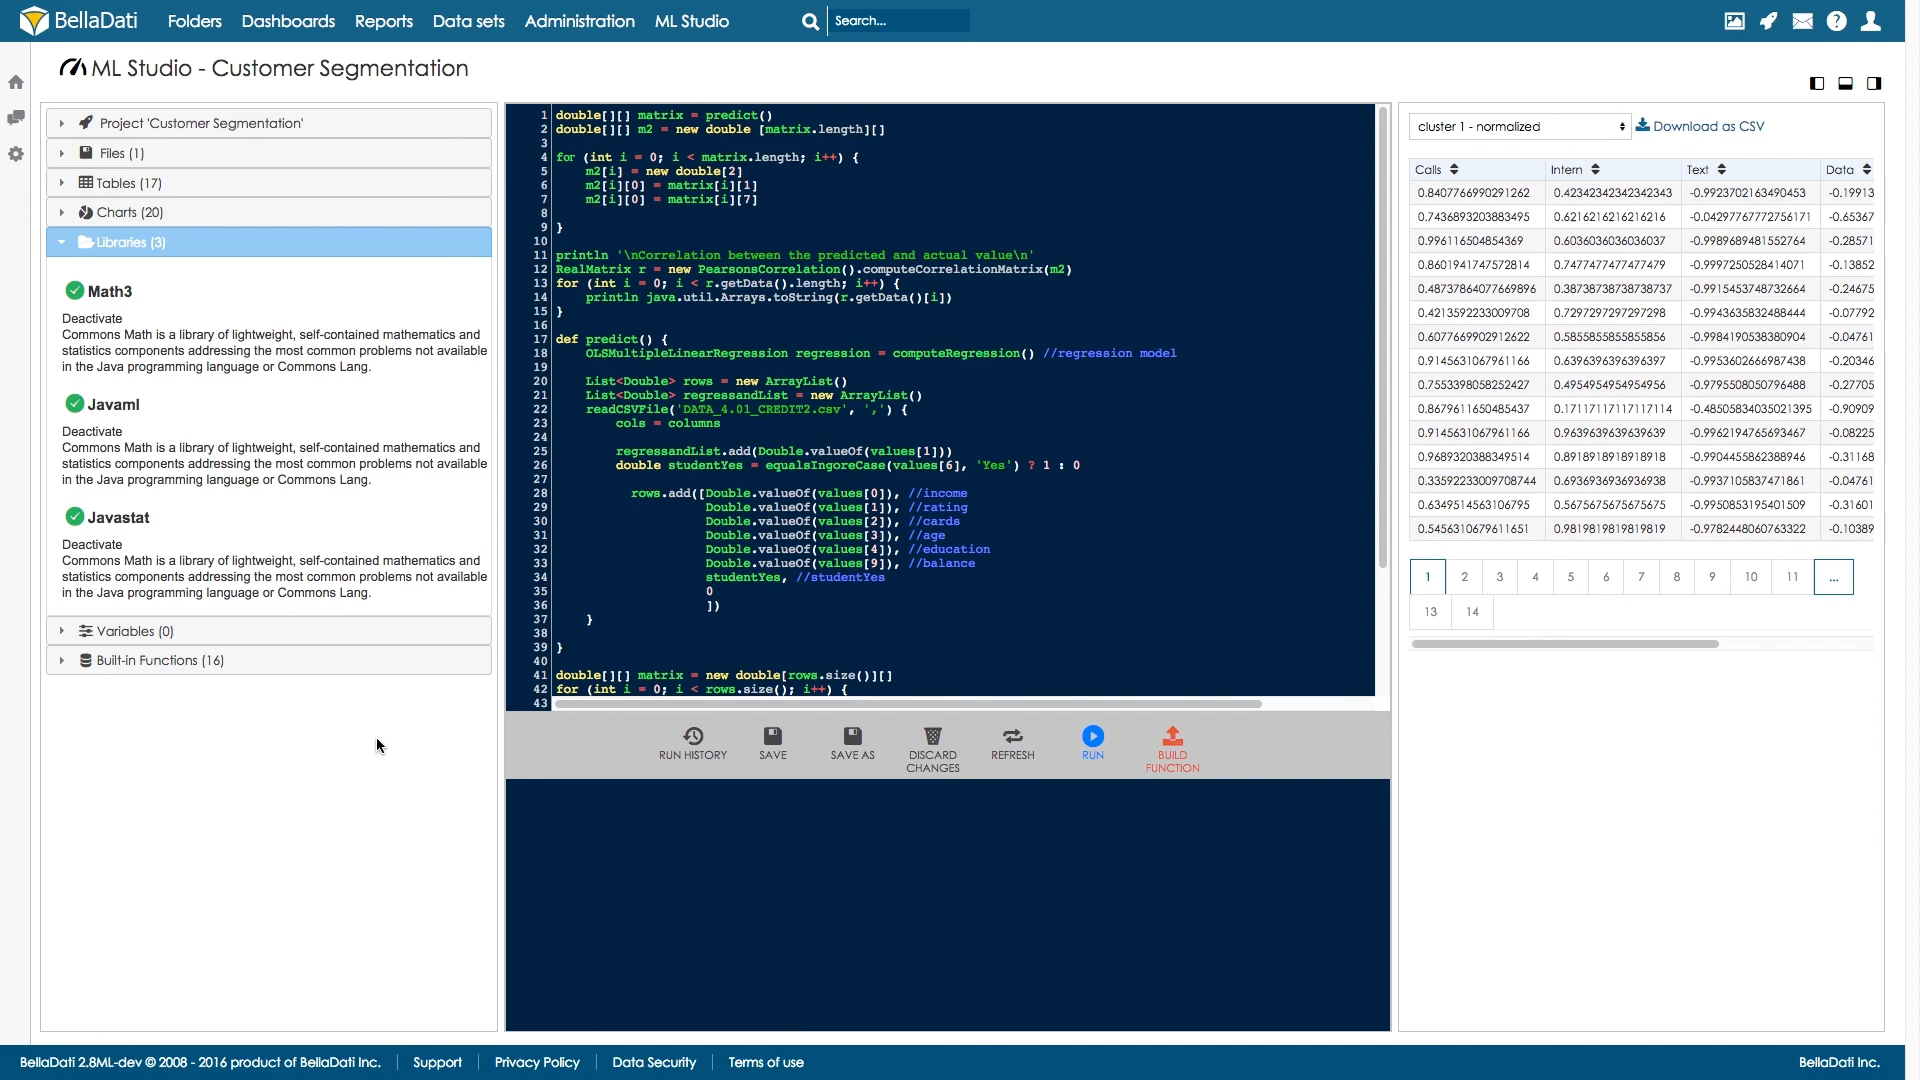 BellaDati
Folders
Dashboards
Reports
Data sets
Administration
ML Studio
Search...
ML Studio - Customer Segmentation
Project 'Customer Segmentation'
Files (1)
Tables (17)
Charts (20)
Libraries (3)
Math3
Deactivate
Commons Math is a library of lightweight, self-contained mathematics and
statistics components addressing the most common problems not available
in the Java programming language or Commons Lang.
Javaml
Deactivate
Commons Math is a library of lightweight, self-contained mathematics and
statistics components addressing the most common problems not available
in the Java programming language or Commons Lang.
Javastat
Deactivate
Commons Math is a library of lightweight, self-contained mathematics and
statistics components addressing the most common problems not available
in the Java programming language or Commons Lang.
Variables (0)
Built-in Functions (16)
1 double[][] matrix = predict()
2 double[][] m2 = new double [matrix.length][]
3
4 for (int i = 0; i < matrix.length; i++) {
5 m2[i] = new double[2]
6 m2[i][0] = matrix[i][1]
7 m2[i][0] = matrix[i][7]
8
9 }
10
11 println '\nCorrelation between the predicted and actual value\n'
12 RealMatrix r = new PearsonsCorrelation().computeCorrelationMatrix(m2)
13 for (int i = 0; i < r.getData().length; i++) {
14 println java.util.Arrays.toString(r.getData()[i])
15 }
16
17 def predict() {
18 OLSMultipleLinearRegression regression = computeRegression() //regression model
19
20 List<Double> rows = new ArrayList()
21 List<Double> regressandList = new ArrayList()
22 readCSVFile('DATA_4.01_CREDIT2.csv', ',') {
23 cols = columns
24
25 regressandList.add(Double.valueOf(values[1]))
26 double studentYes = equalsIngoreCase(values[6], 'Yes') ? 1 : 0
27
28 rows.add([Double.valueOf(values[0]), //income
29 Double.valueOf(values[1]), //rating
30 Double.valueOf(values[2]), //cards
31 Double.valueOf(values[3]), //age
32 Double.valueOf(values[4]), //education
33 Double.valueOf(values[9]), //balance
34 studentYes, //studentYes
35 0
36 ])
37 }
38
39 }
40
41 double[][] matrix = new double[rows.size()][]
42 for (int i = 0; i < rows.size(); i++) {
43
RUN HISTORY
SAVE
SAVE AS
DISCARD CHANGES
REFRESH
RUN
BUILD FUNCTION
cluster 1 - normalized
Download as CSV
Calls Intern Text Data
0.8407766990291262 0.42342342342342343 -0.9923702163490453 -0.19913
0.7436893203883495 0.6216216216216216 -0.04297767772756171 -0.65367
0.996116504854369 0.6036036036036037 -0.9989689481552764 -0.28571
0.8601941747572814 0.7477477477477479 -0.9997250528414071 -0.13852
0.48737864077669896 0.38738738738738737 -0.9915453748732664 -0.24675
0.4213592233009708 0.7297297297297298 -0.9943635832488444 -0.07792
0.6077669902912622 0.5855855855855856 -0.9984190538380904 -0.04761
0.9145631067961166 0.6396396396396397 -0.99536026669 87438 -0.20346
0.7553398058252427 0.4954954954954956 -0.9795508050796488 -0.27705
0.8679611650485437 0.17117117117117114 -0.48505834035021395 -0.90909
0.9145631067961166 0.9639639639639639 -0.9962194765693467 -0.08225
0.9689320388349514 0.8918918918918918 -0.9904455862388946 -0.31168
0.33592233009708744 0.6936936936936938 -0.9937105837471861 -0.04761
0.6349514563106795 0.5675675675675675 -0.9950853195401509 -0.31601
0.5456310679611651 0.9819819819819819 -0.9782448060763322 -0.10389
1 2 3 4 5 6 7 8 9 10 11 ...
13 14
BellaDati 2.8ML-dev © 2008 - 2016 product of BellaDati Inc.
Support
Privacy Policy
Data Security
Terms of use
BellaDati Inc.